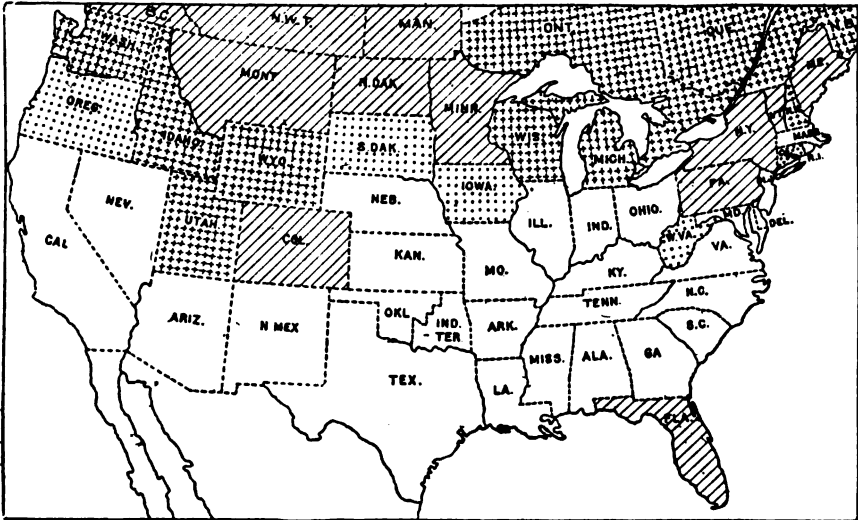 B.C.
N.W.T.
MAN.
ONT.
QUE.
N.B.
WASH.
MONT
N.DAK.
MINN.
ME.
OREG.
IDAHO.
WYO.
S.DAK.
WIS.
MICH.
N.Y.
MASS.
R.I.
IOWA.
PA.
N.J.
NEV.
NEB.
CAL
UTAH
COL.
KAN.
MO.
ILL.
IND.
OHIO.
W.VA.
MD.
DEL.
VA.
KY.
ARIZ.
N MEX
OKL
IND.
TER
ARK.
TENN.
N.C.
S.C.
TEX.
LA.
MISS.
ALA.
GA
FLA.